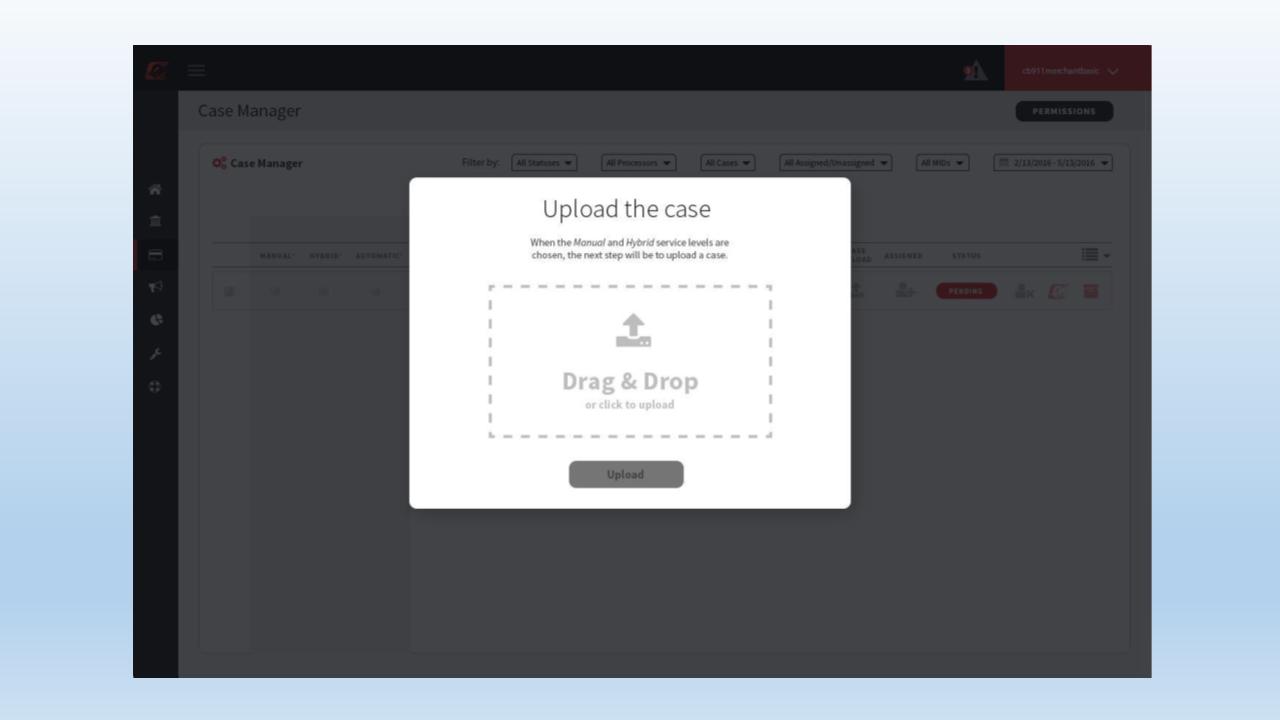 cb911merchantbasic
Case Manager
PERMISSIONS
Case Manager
Filter by:
All Statuses
All Processors
All Cases
All Assigned/Unassigned
All MIDs
2/13/2016 - 5/13/2016
Upload the case
When the Manual and Hybrid service levels are
chosen, the next step will be to upload a case.
MANUAL
HYBRID
AUTOMATIC
ASSIGNED
STATUS
PENDING
Drag & Drop
or click to upload
Upload